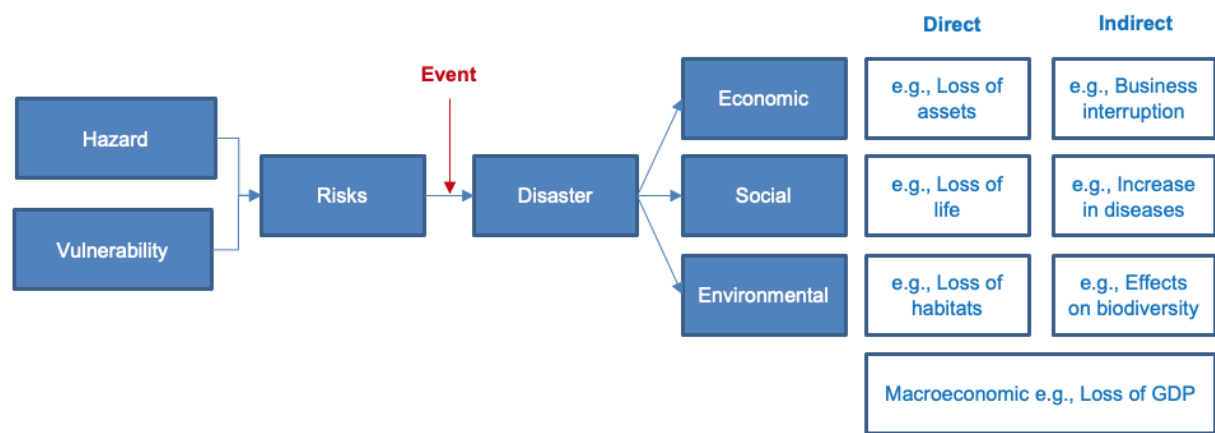 Direct
Indirect
Event
Hazard
Vulnerability
Risks
Disaster
Economic
e.g., Loss of
assets
e.g., Business
interruption
Social
e.g., Loss of
life
e.g., Increase
in diseases
Environmental
e.g., Loss of
habitats
e.g., Effects
on biodiversity
Macroeconomic e.g., Loss of GDP